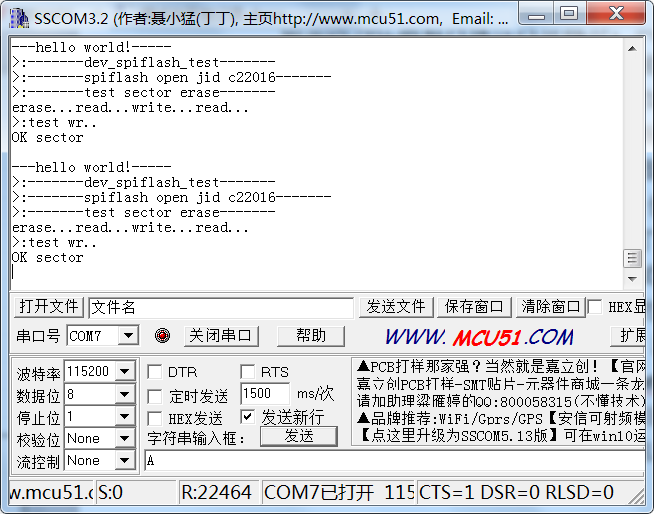 SSCOM3.2 (作者:聂小猛(丁丁), 主页http://www.mcu51.com, Email: ...
---hello world!-----
>:-------dev_spiflash_test-------
>:-------spiflash open jid c22016-------
>:-------test sector erase-------
erase...read...write...read...
>:test wr..
OK sector
---hello world!-----
>:-------dev_spiflash_test-------
>:-------spiflash open jid c22016-------
>:-------test sector erase-------
erase...read...write...read...
>:test wr..
OK sector
打开文件 文件名 发送文件 保存窗口 清除窗口 HEX显
串口号 COM7 关闭串口 帮助 WWW.MCU51.COM 扩展
波特率 115200 DTR RTS
数据位 8 定时发送 1500 ms/次
停止位 1 HEX发送 发送新行
校验位 None 字符串输入框: 发送
流控制 None A
▲PCB打样那家强？当然就是嘉立创！【官网
嘉立创PCB打样-SMT贴片-元器件商城一条龙
请加助理梁雁婷的QQ:800058315(不懂技术)
▲品牌推荐:WiFi/Gprs/GPS【安信可射频模
【点这里升级为SSCOM5.13版】可在win10运
w.mcu51.c S:0 R:22464 COM7已打开 115 CTS=1 DSR=0 RLSD=0